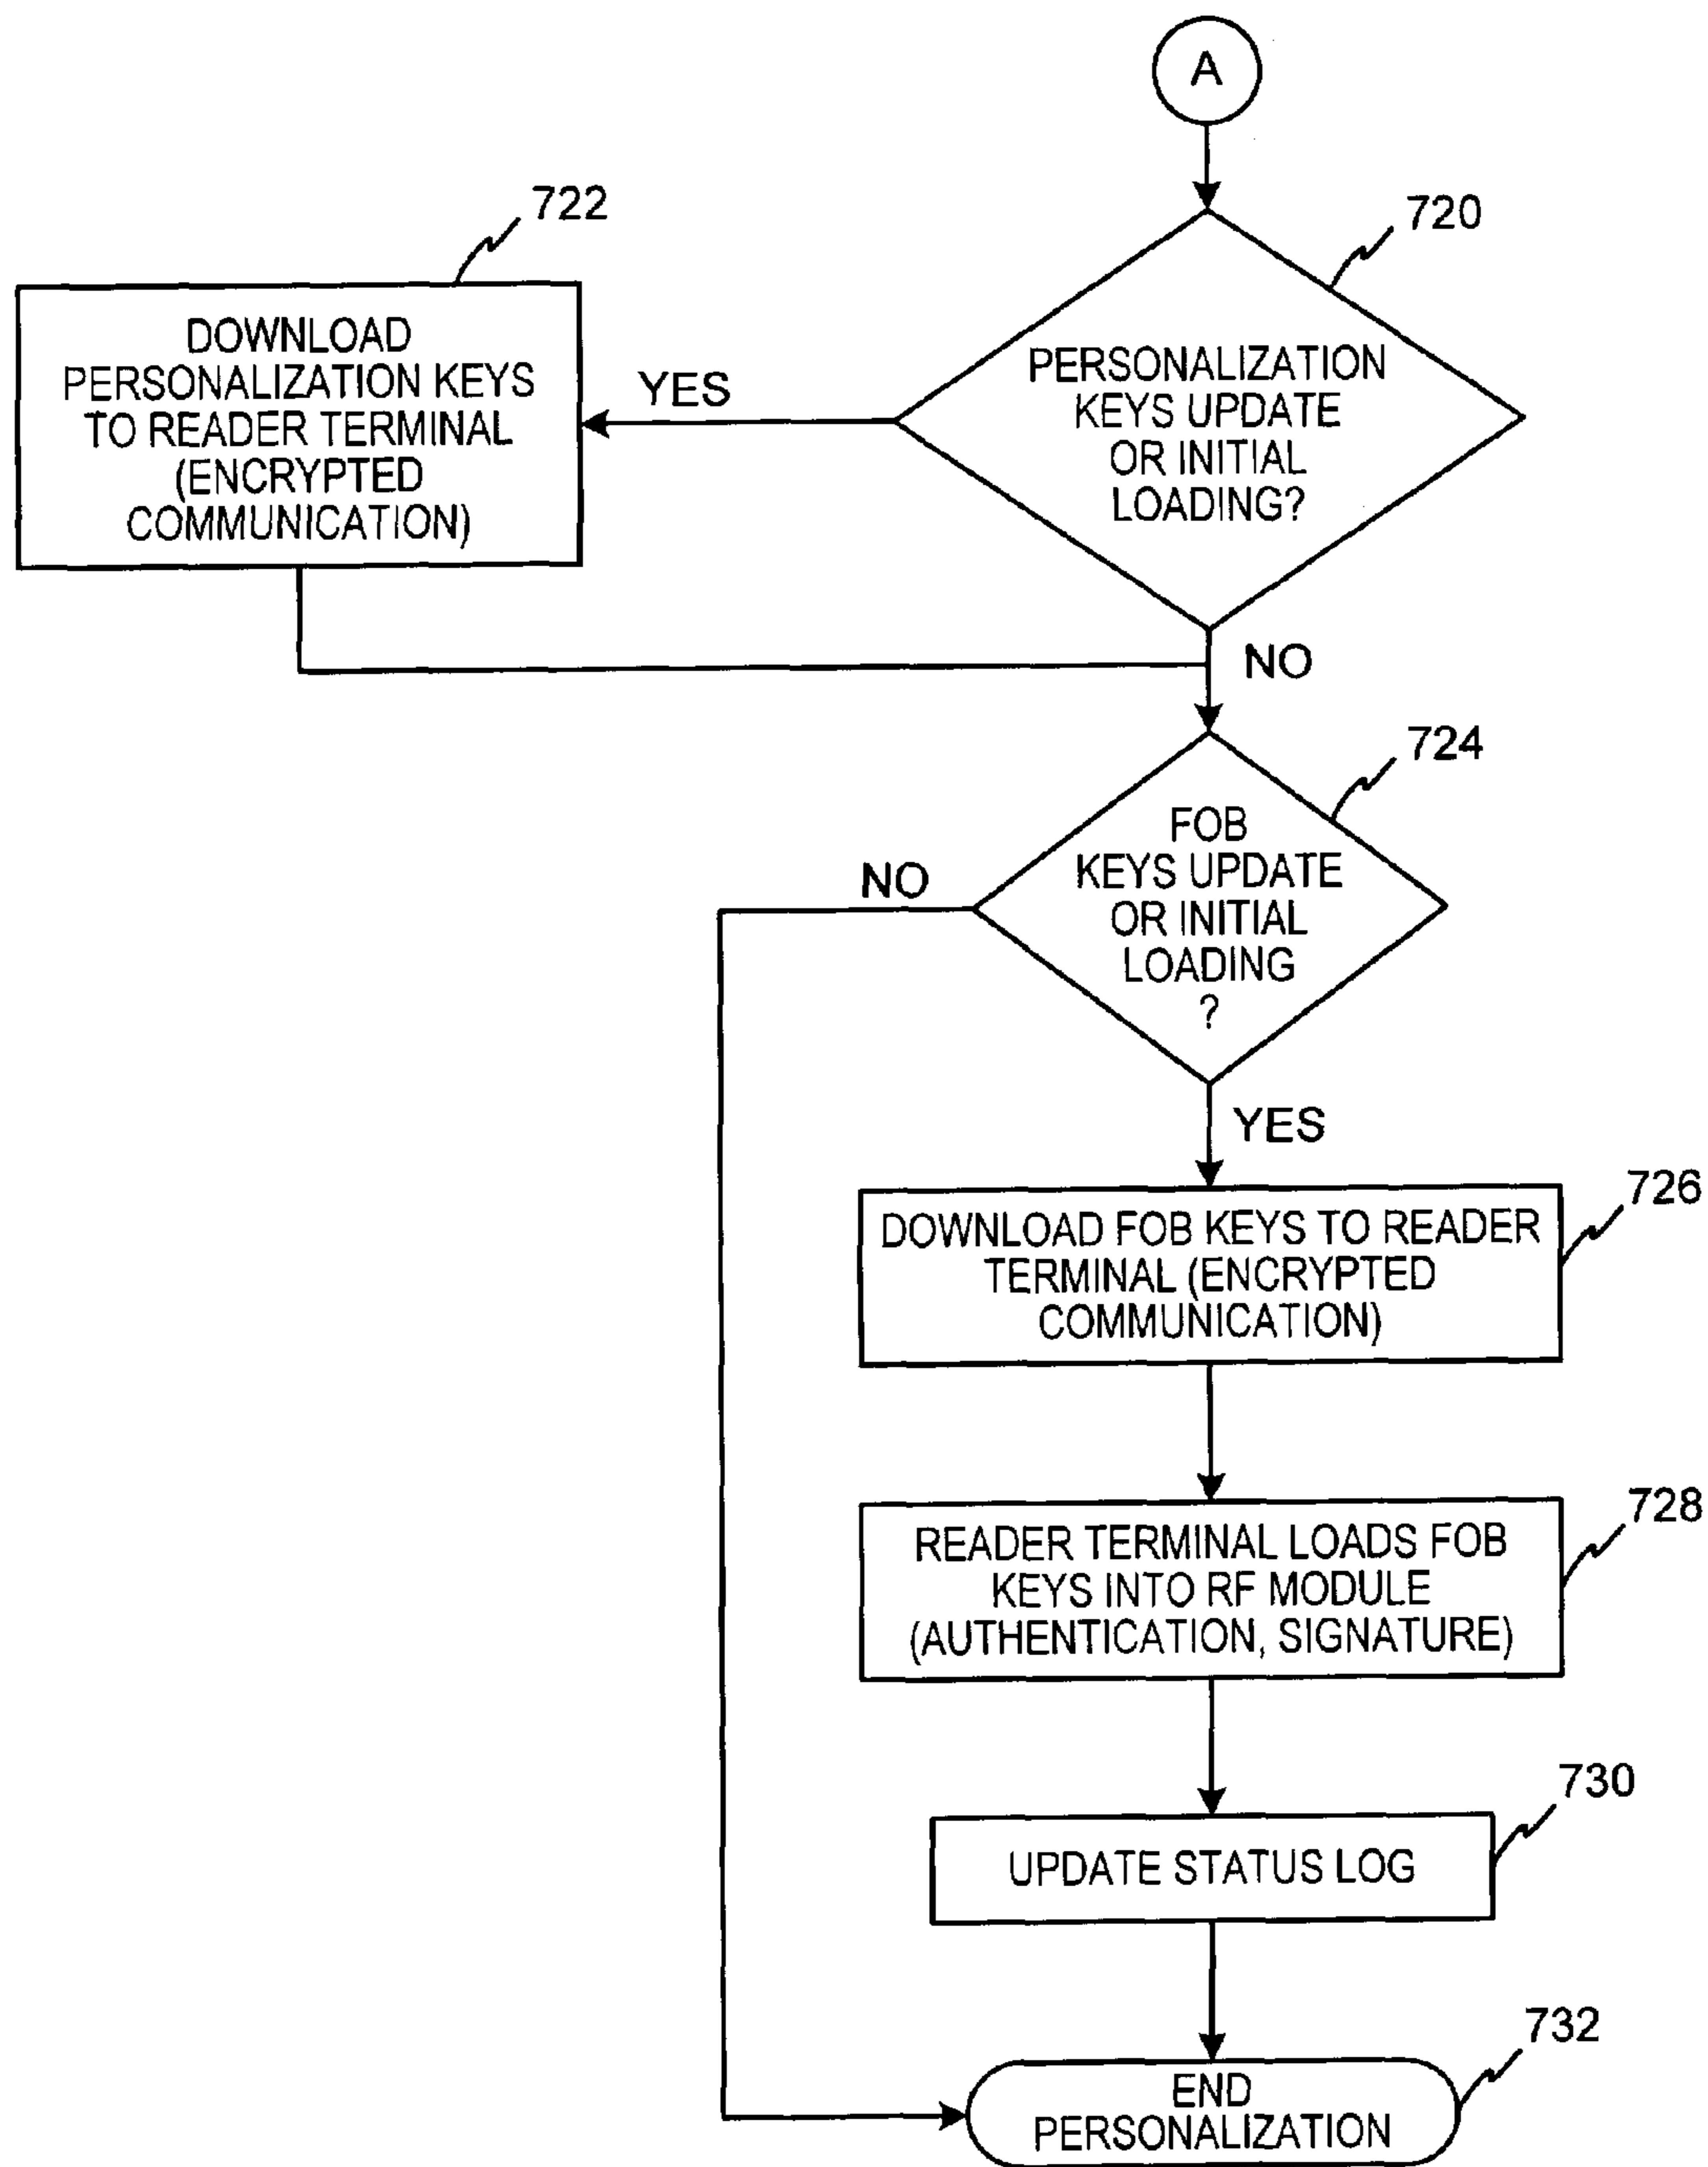 A
720
PERSONALIZATION
KEYS UPDATE
OR INITIAL
LOADING?
YES
722
DOWNLOAD
PERSONALIZATION KEYS
TO READER TERMINAL
(ENCRYPTED
COMMUNICATION)
NO
724
FOB
KEYS UPDATE
OR INITIAL
LOADING
?
NO
YES
726
DOWNLOAD FOB KEYS TO READER
TERMINAL (ENCRYPTED
COMMUNICATION)
728
READER TERMINAL LOADS FOB
KEYS INTO RF MODULE
(AUTHENTICATION, SIGNATURE)
730
UPDATE STATUS LOG
732
END
PERSONALIZATION